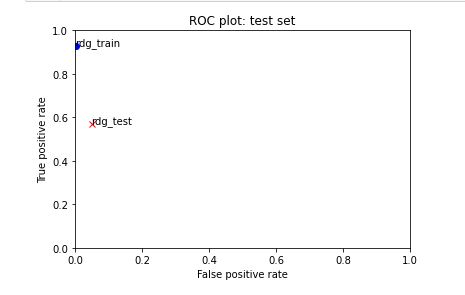 ROC plot: test set
1.0
rdg_train
0.8
0.6
rdg_test
True positive rate
0.4
0.2
0.0
0.0 0.2 0.4 0.6 0.8 1.0
False positive rate